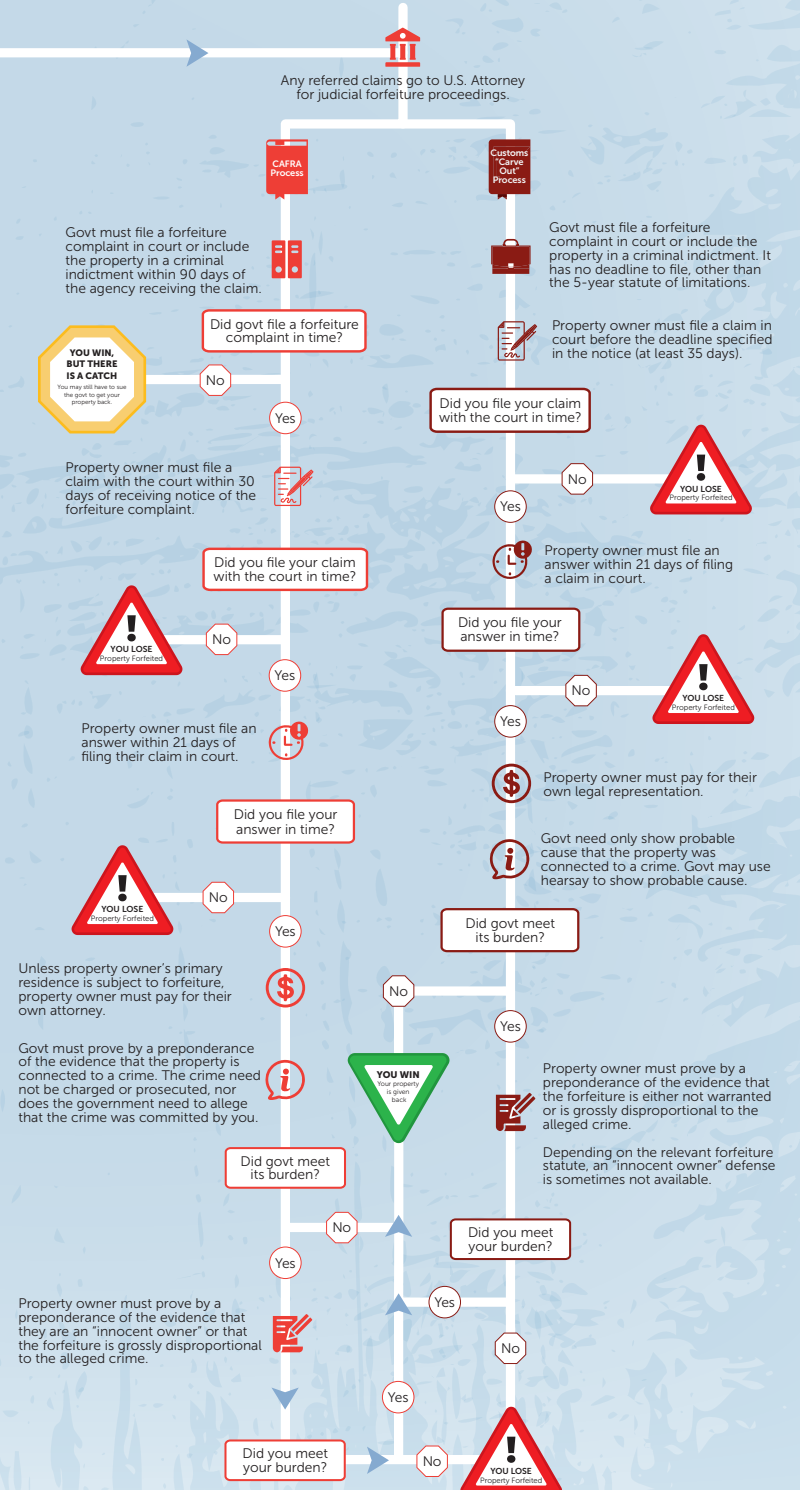 Any referred claims go to U.S. Attorney
for judicial forfeiture proceedings.
CAFRA
Process
Govt must file a forfeiture
complaint in court or include
the property in a criminal
indictment within 90 days of
the agency receiving the claim.
Did govt file a forfeiture
complaint in time?
YOU WIN,
BUT THERE
IS A CATCH
You may still have to sue
the govt to get your
property back.
No
Yes
Property owner must file a
claim with the court within 30
days of receiving notice of the
forfeiture complaint.
Did you file your claim
with the court in time?
No
!
YOU LOSE
Property Forfeited
Yes
Property owner must file an
answer within 21 days of
filing their claim in court.
Did you file your
answer in time?
No
!
YOU LOSE
Property Forfeited
Yes
$
Unless property owner's primary
residence is subject to forfeiture,
property owner must pay for their
own attorney.
i
Govt must prove by a preponderance
of the evidence that the property is
connected to a crime. The crime need
not be charged or prosecuted, nor
does the government need to allege
that the crime was committed by you.
Did govt meet
its burden?
No
Yes
Property owner must prove by a
preponderance of the evidence that
they are an "innocent owner" or that
the forfeiture is grossly disproportional
to the alleged crime.
Did you meet
your burden?
Yes
No
Customs
"Carve
Out"
Process
Govt must file a forfeiture
complaint in court or include the
property in a criminal indictment. It
has no deadline to file, other than
the 5-year statute of limitations.
Property owner must file a claim in
court before the deadline specified
in the notice (at least 35 days).
Did you file your claim
with the court in time?
No
!
YOU LOSE
Property Forfeited
Yes
!
Property owner must file an
answer within 21 days of filing
a claim in court.
Did you file your
answer in time?
No
!
YOU LOSE
Property Forfeited
Yes
$
Property owner must pay for their
own legal representation.
i
Govt need only show probable
cause that the property was
connected to a crime. Govt may use
hearsay to show probable cause.
Did govt meet
its burden?
No
YOU WIN
Your property
is given
back
Yes
Property owner must prove by a
preponderance of the evidence that
the forfeiture is either not warranted
or is grossly disproportional to the
alleged crime.
Depending on the relevant forfeiture
statute, an "innocent owner" defense
is sometimes not available.
Did you meet
your burden?
Yes
No
!
YOU LOSE
Property Forfeited